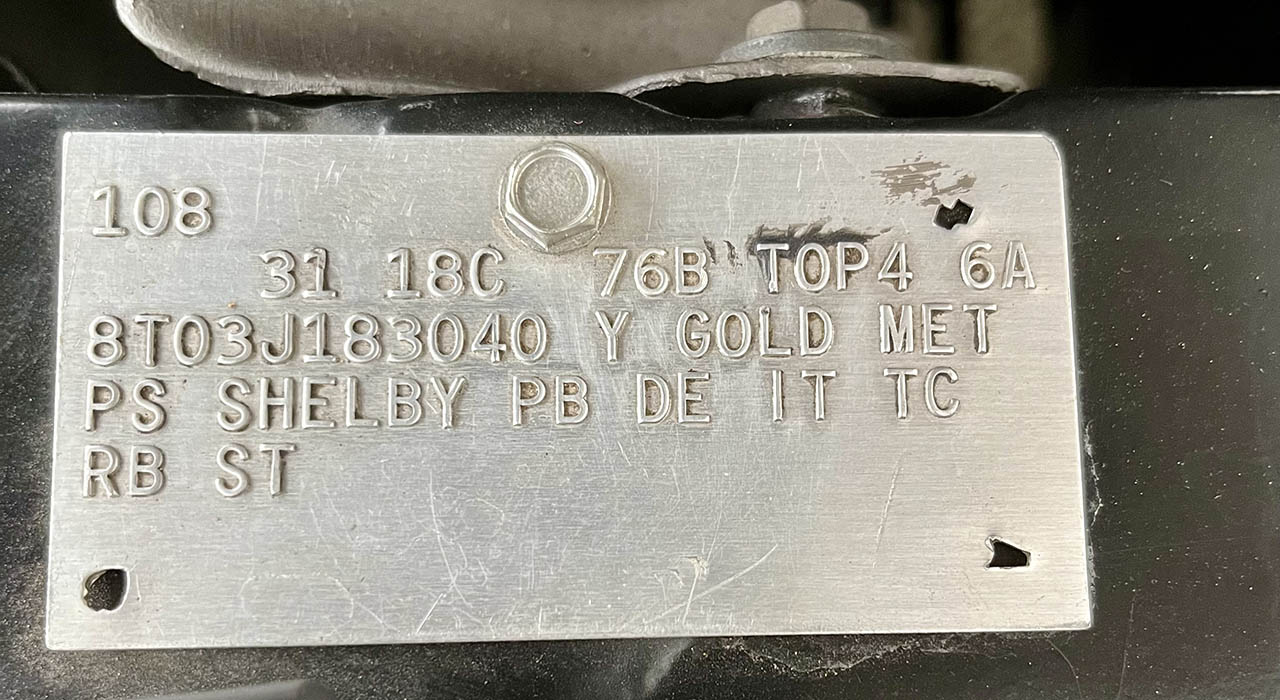 108
31 18C 76B TOP4 6A
8T03J183040 Y GOLD MET
PS SHELBY PB DE IT TC
RB ST